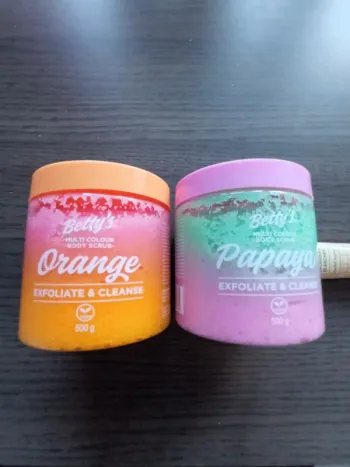 Betty's
MULTI COLOUR
BODY SCRUB
Orange
EXFOLIATE & CLEANSE
500 g
Betty's
MULTI COLOUR
BODY SCRUB
Papaya
EXFOLIATE & CLEANSE
500 g